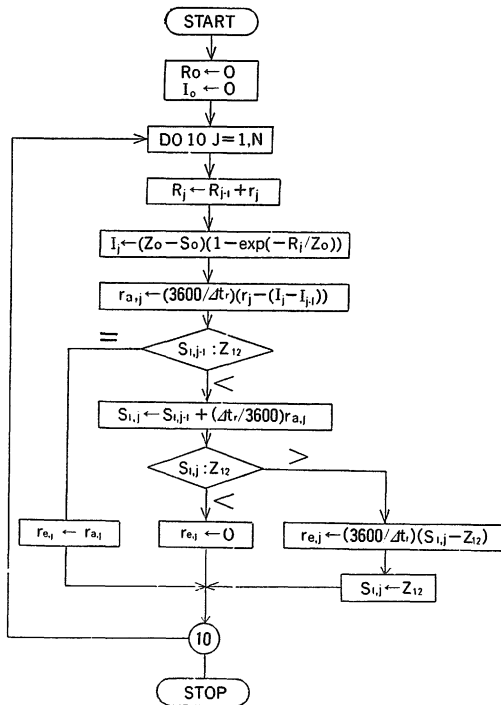 START
Ro ← O
Io ← O
DO 10 J=1,N
Rj ← Rj-1 + rj
Ij ← (Zo − So)(1 − exp(−Rj/Zo))
ra,j ← (3600/Δtr)(rj − (Ij − Ij-1))
=
S1,j-1 : Z12
<
S1,j ← S1,j-1 + (Δtr/3600)ra,j
S1,j : Z12
>
<
re,j ← ra,j
re,j ← O
re,j ← (3600/Δtr)(S1,j − Z12)
S1,j ← Z12
10
STOP